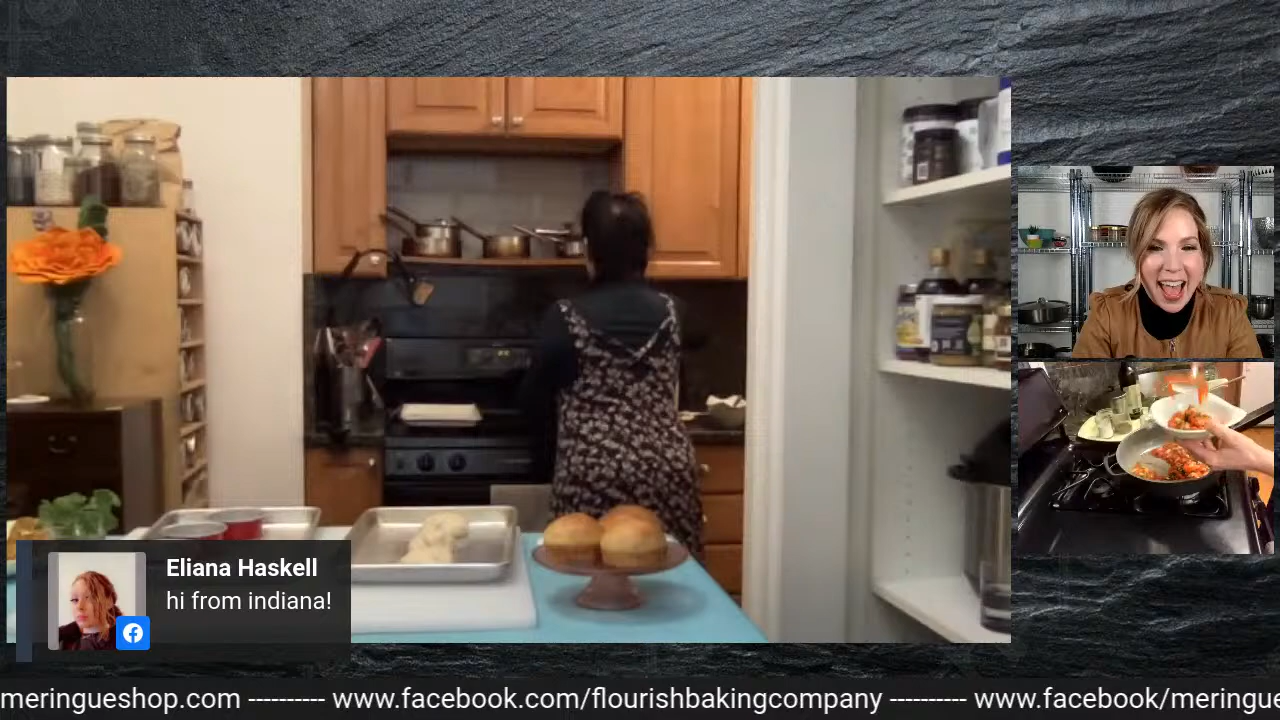 Eliana Haskell
hi from indiana!
meringueshop.com ---------- www.facebook.com/flourishbakingcompany ---------- www.facebook/meringue